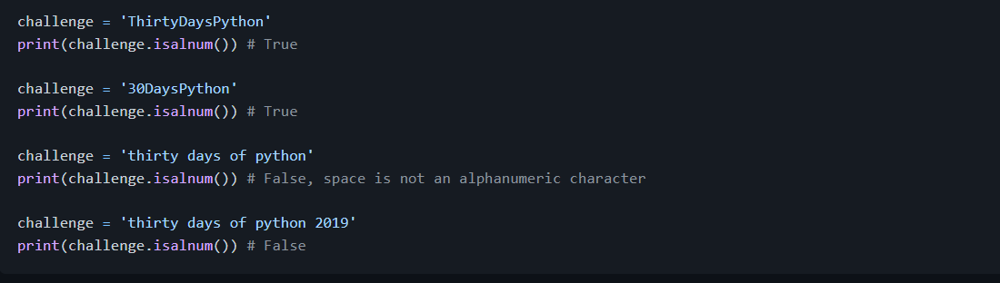 challenge = 'ThirtyDaysPython'
print(challenge.isalnum()) # True
challenge = '30DaysPython'
print(challenge.isalnum()) # True
challenge = 'thirty days of python'
print(challenge.isalnum()) # False, space is not an alphanumeric character
challenge = 'thirty days of python 2019'
print(challenge.isalnum()) # False